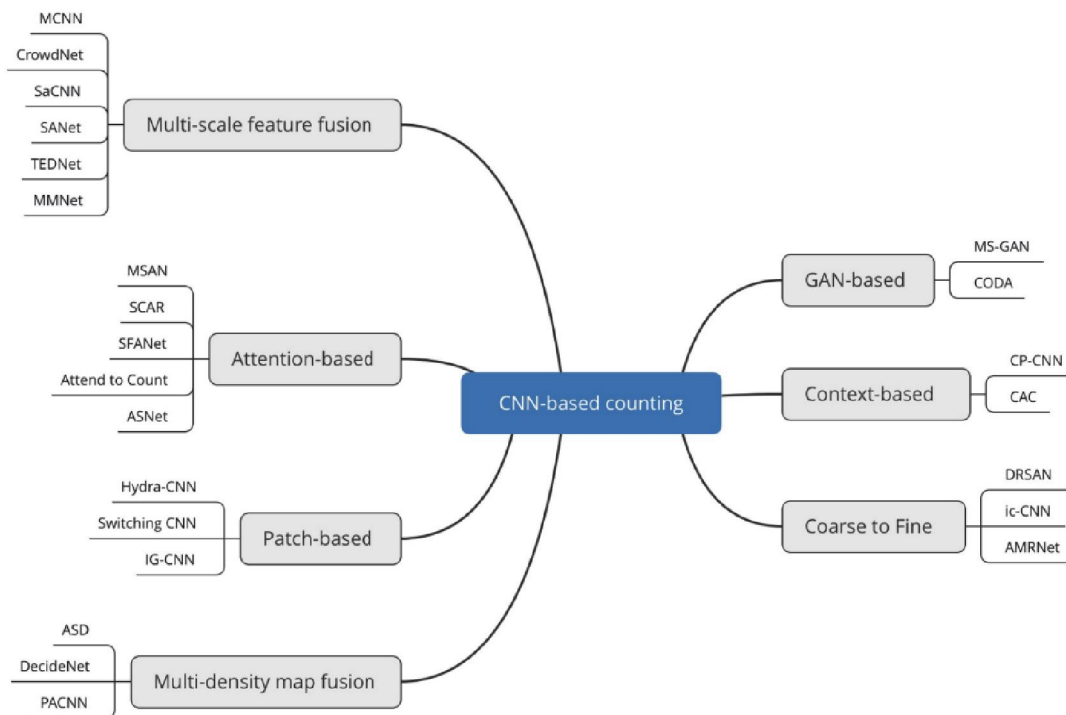 MCNN
CrowdNet
SaCNN
SANet
TEDNet
MMNet
Multi-scale feature fusion
MSAN
SCAR
SFANet
Attend to Count
ASNet
Attention-based
Hydra-CNN
Switching CNN
IG-CNN
Patch-based
ASD
DecideNet
PACNN
Multi-density map fusion
CNN-based counting
GAN-based
MS-GAN
CODA
Context-based
CP-CNN
CAC
Coarse to Fine
DRSAN
ic-CNN
AMRNet